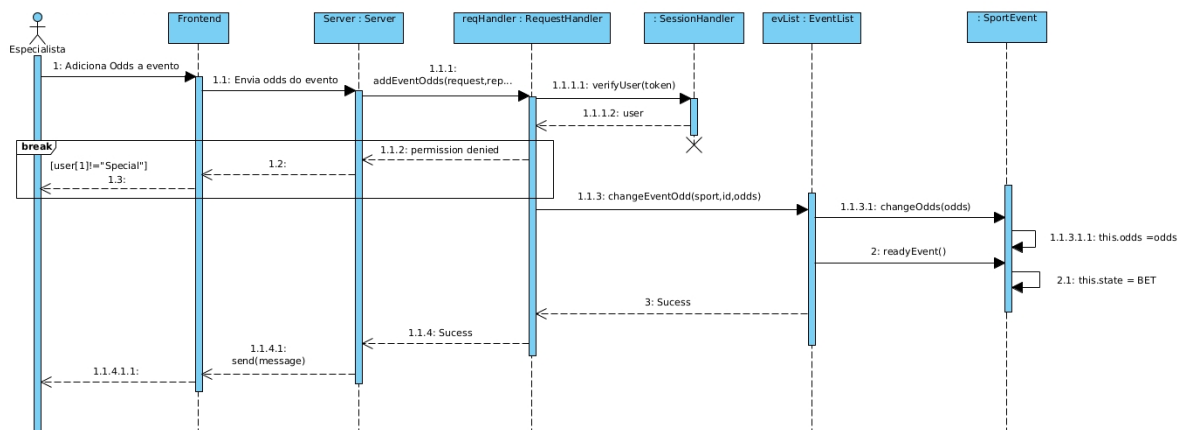 Frontend
Server : Server
reqHandler : RequestHandler
: SessionHandler
evList : EventList
: SportEvent
Especialista
1: Adiciona Odds a evento
1.1: Envia odds do evento
1.1.1:
addEventOdds(request,rep...
1.1.1.1: verifyUser(token)
1.1.1.2: user
break
[user[1]!="Special"]
1.1.2: permission denied
1.2:
1.3:
1.1.3: changeEventOdd(sport,id,odds)
1.1.3.1: changeOdds(odds)
1.1.3.1.1: this.odds =odds
2: readyEvent()
2.1: this.state = BET
3: Sucess
1.1.4: Sucess
1.1.4.1:
send(message)
1.1.4.1.1: